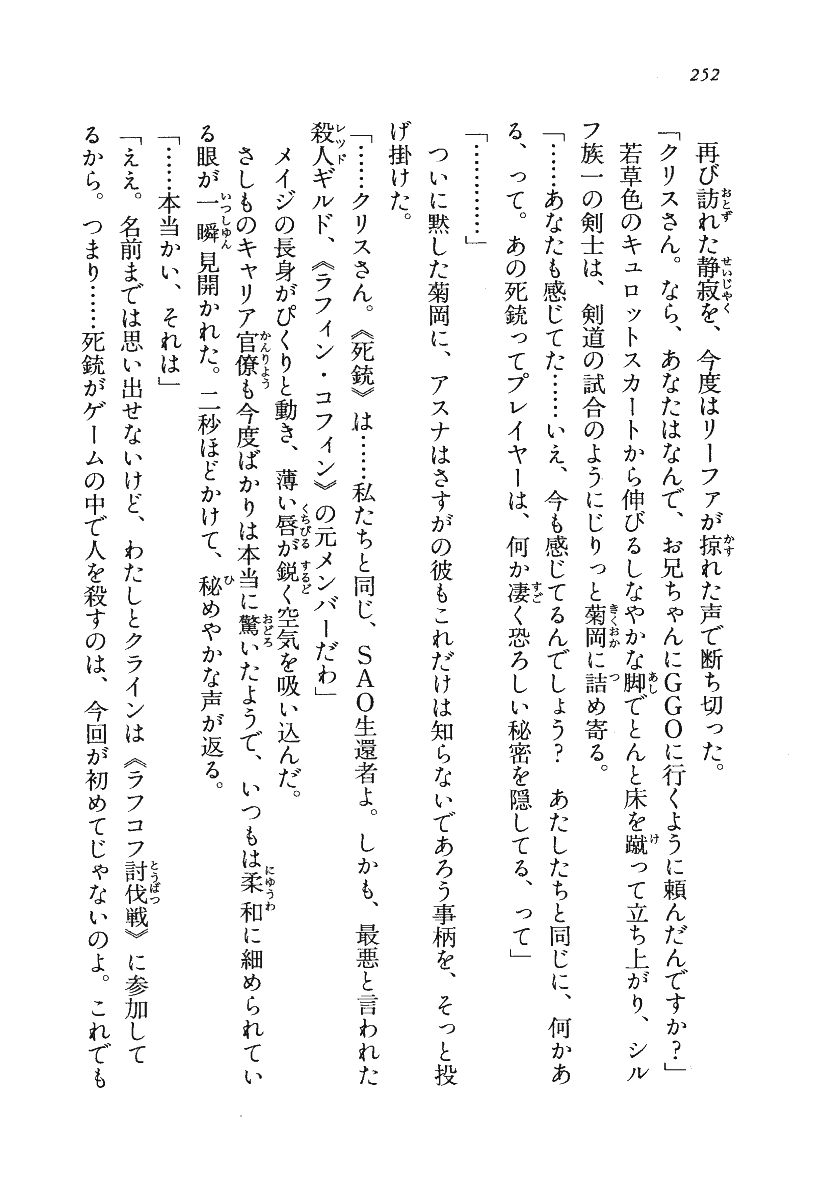 252
再び訪れた静寂を、今度はリーファが掠れた声で断ち切った。
「クリスさん。なら、あなたはなんで、お兄ちゃんにＧＧＯに行くように頼んだんですか？」
若草色のキュロットスカートから伸びるしなやかな脚でとんと床を蹴って立ち上がり、シル
フ族一の剣士は、剣道の試合のようにじりっと菊岡に詰め寄る。
「……あなたも感じてた……いえ、今も感じてるんでしょう？　あたしたちと同じに、何かあ
る、って。あの死銃ってプレイヤーは、何か凄く恐ろしい秘密を隠してる、って」
「…………」
ついに黙した菊岡に、アスナはさすがの彼もこれだけは知らないであろう事柄を、そっと投
げ掛けた。
「……クリスさん。《死銃》は……私たちと同じ、ＳＡＯ生還者よ。しかも、最悪と言われた
殺人ギルド、《ラフィン・コフィン》の元メンバーだわ」
メイジの長身がぴくりと動き、薄い唇が鋭く空気を吸い込んだ。
さしものキャリア官僚も今度ばかりは本当に驚いたようで、いつもは柔和に細められてい
る眼が一瞬見開かれた。二秒ほどかけて、秘めやかな声が返る。
「……本当かい、それは」
「ええ。名前までは思い出せないけど、わたしとクラインは《ラフコフ討伐戦》に参加して
るから。つまり……死銃がゲームの中で人を殺すのは、今回が初めてじゃないのよ。これでも